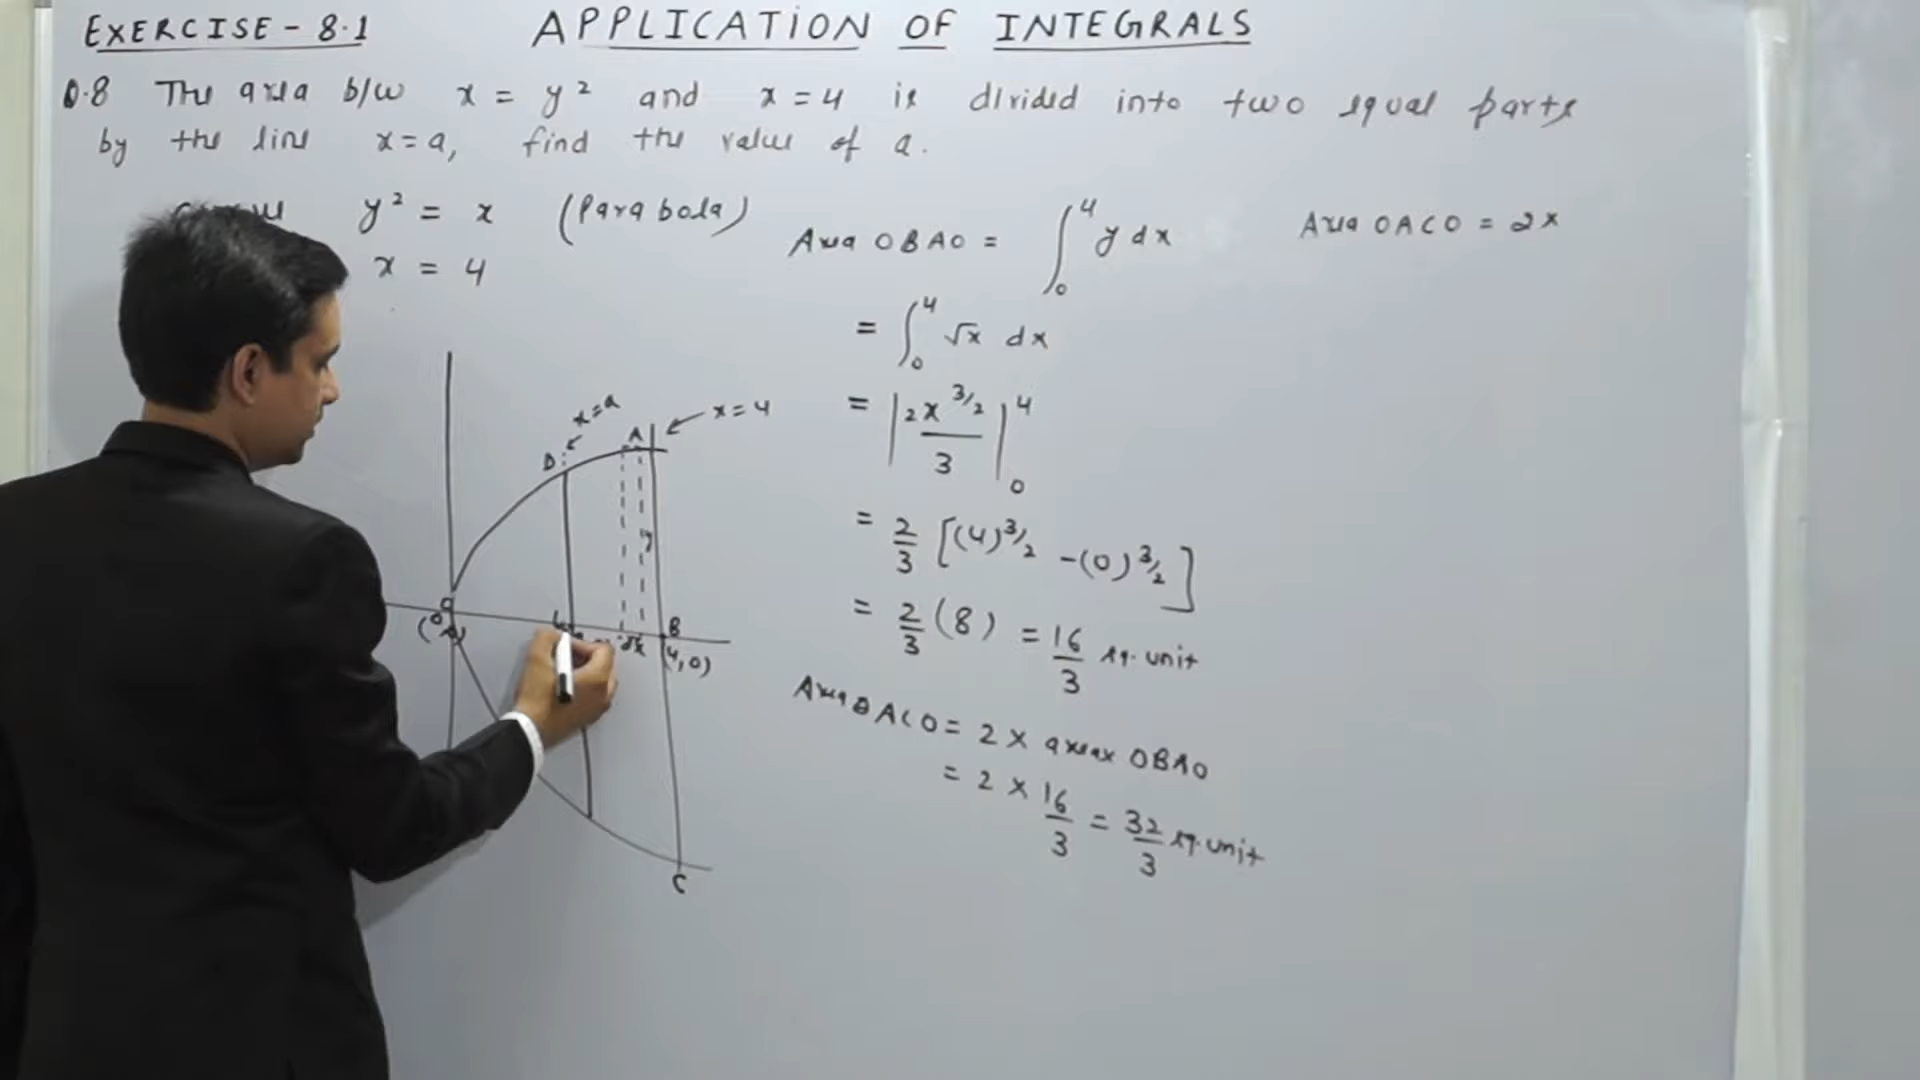 EXERCISE - 8.1
APPLICATION OF INTEGRALS
Q.8 The area b/w x = y² and x = 4 is divided into two equal parts
by the line x = a, find the value of a.
y² = x (Parabola)
x = 4
Area OBAO = ∫₀⁴ y dx
= ∫₀⁴ √x dx
= |2x^3/2 / 3|₀⁴
= 2/3 [(4)^3/2 - (0)^3/2]
= 2/3 (8) = 16/3 sq. unit
Area OACO = 2 × area OBAO
= 2 × 16/3 = 32/3 sq. unit
Area OACO = 2 ×
x = a
x = 4
D
A
y
O
B
dx
(4,0)
C